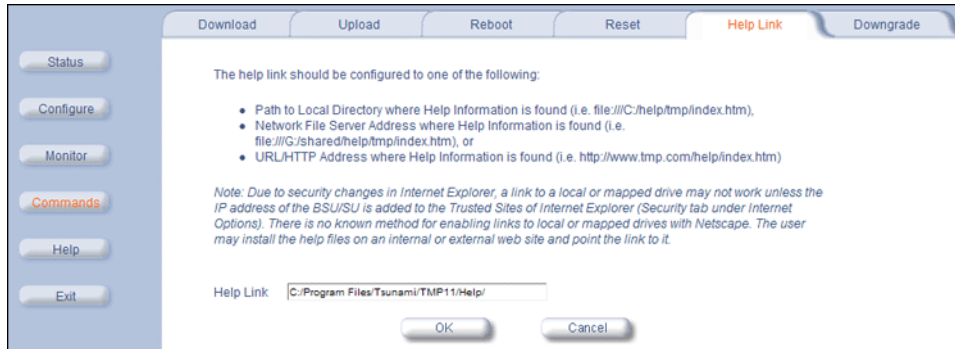 Download Upload Reboot Reset Help Link Downgrade
Status
Configure
Monitor
Commands
Help
Exit
The help link should be configured to one of the following:
• Path to Local Directory where Help Information is found (i.e. file:///C:/help/tmp/index.htm),
• Network File Server Address where Help Information is found (i.e.
file:///G:/shared/help/tmp/index.htm), or
• URL/HTTP Address where Help Information is found (i.e. http://www.tmp.com/help/index.htm)
Note: Due to security changes in Internet Explorer, a link to a local or mapped drive may not work unless the
IP address of the BSU/SU is added to the Trusted Sites of Internet Explorer (Security tab under Internet
Options). There is no known method for enabling links to local or mapped drives with Netscape. The user
may install the help files on an internal or external web site and point the link to it.
Help Link C:/Program Files/Tsunami/TMP11/Help/
OK Cancel